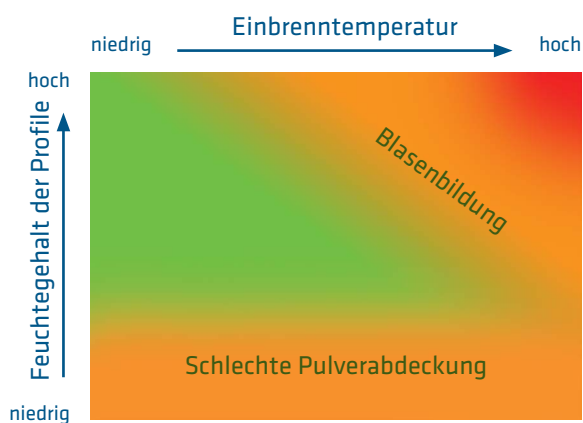 Einbrenntemperatur
niedrig
hoch
hoch
Feuchtegehalt der Profile
Blasenbildung
Schlechte Pulverabdeckung
niedrig